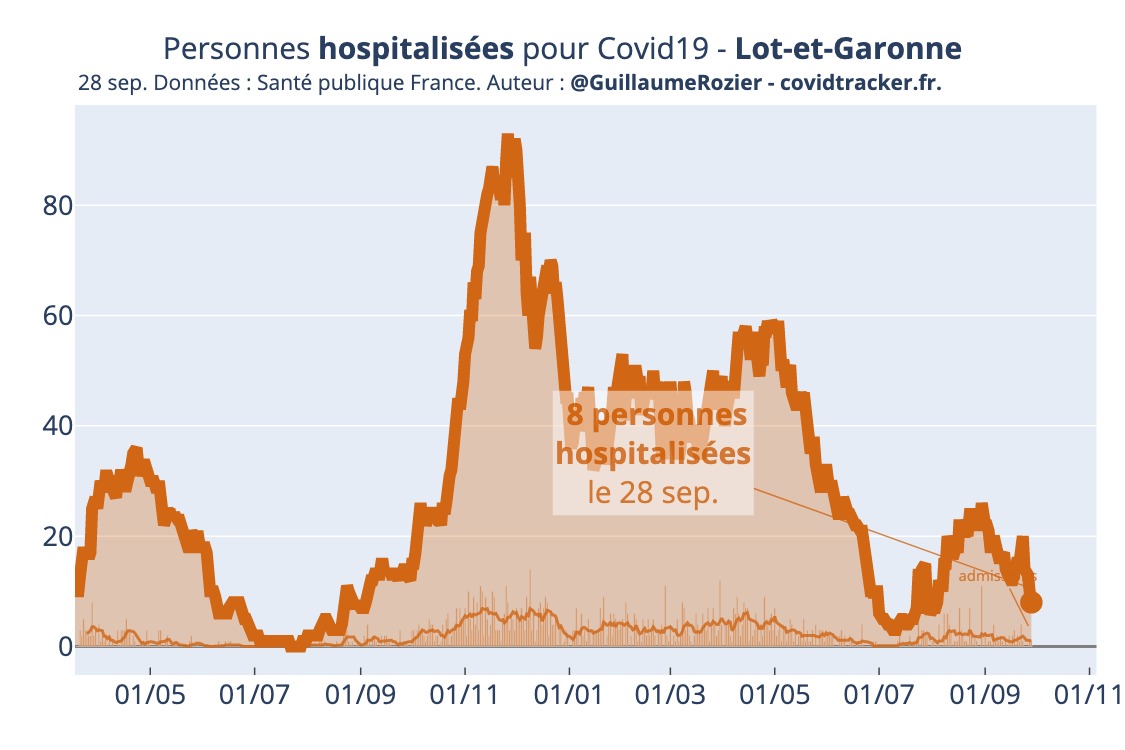 Personnes hospitalisées pour Covid19 - Lot-et-Garonne
28 sep. Données : Santé publique France. Auteur : @GuillaumeRozier - covidtracker.fr.
80
60
40
20
0
8 personnes
hospitalisées
le 28 sep.
01/05 01/07 01/09 01/11 01/01 01/03 01/05 01/07 01/09 01/11